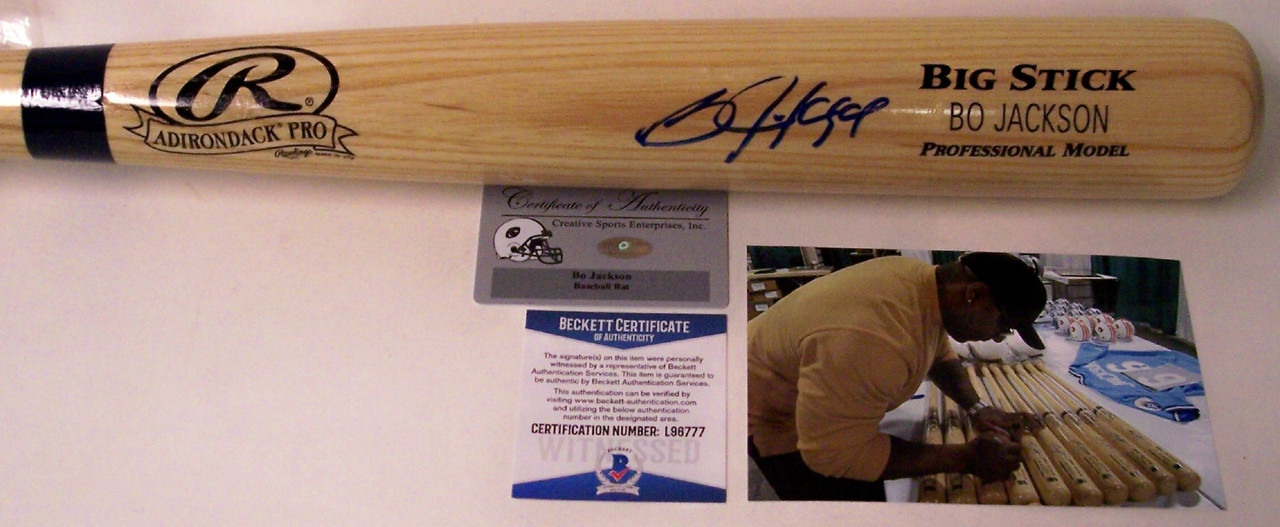 R®
ADIRONDACK® PRO
Rawlings
Bo Jackson
BIG STICK
BO JACKSON
PROFESSIONAL MODEL
Certificate of Authenticity
Creative Sports Enterprises, Inc.
Bo Jackson
Baseball Bat
BECKETT CERTIFICATE
OF AUTHENTICITY
The signature(s) on this item were personally
witnessed by a representative of Beckett
Authentication Services. This item is guaranteed to
be authentic by Beckett Authentication Services.
This authentication can be verified by
visiting www.beckett-authentication.com
and utilizing the below authentication
number in the designated area.
CERTIFICATION NUMBER: L96777
WITNESSED
BECKETT
B